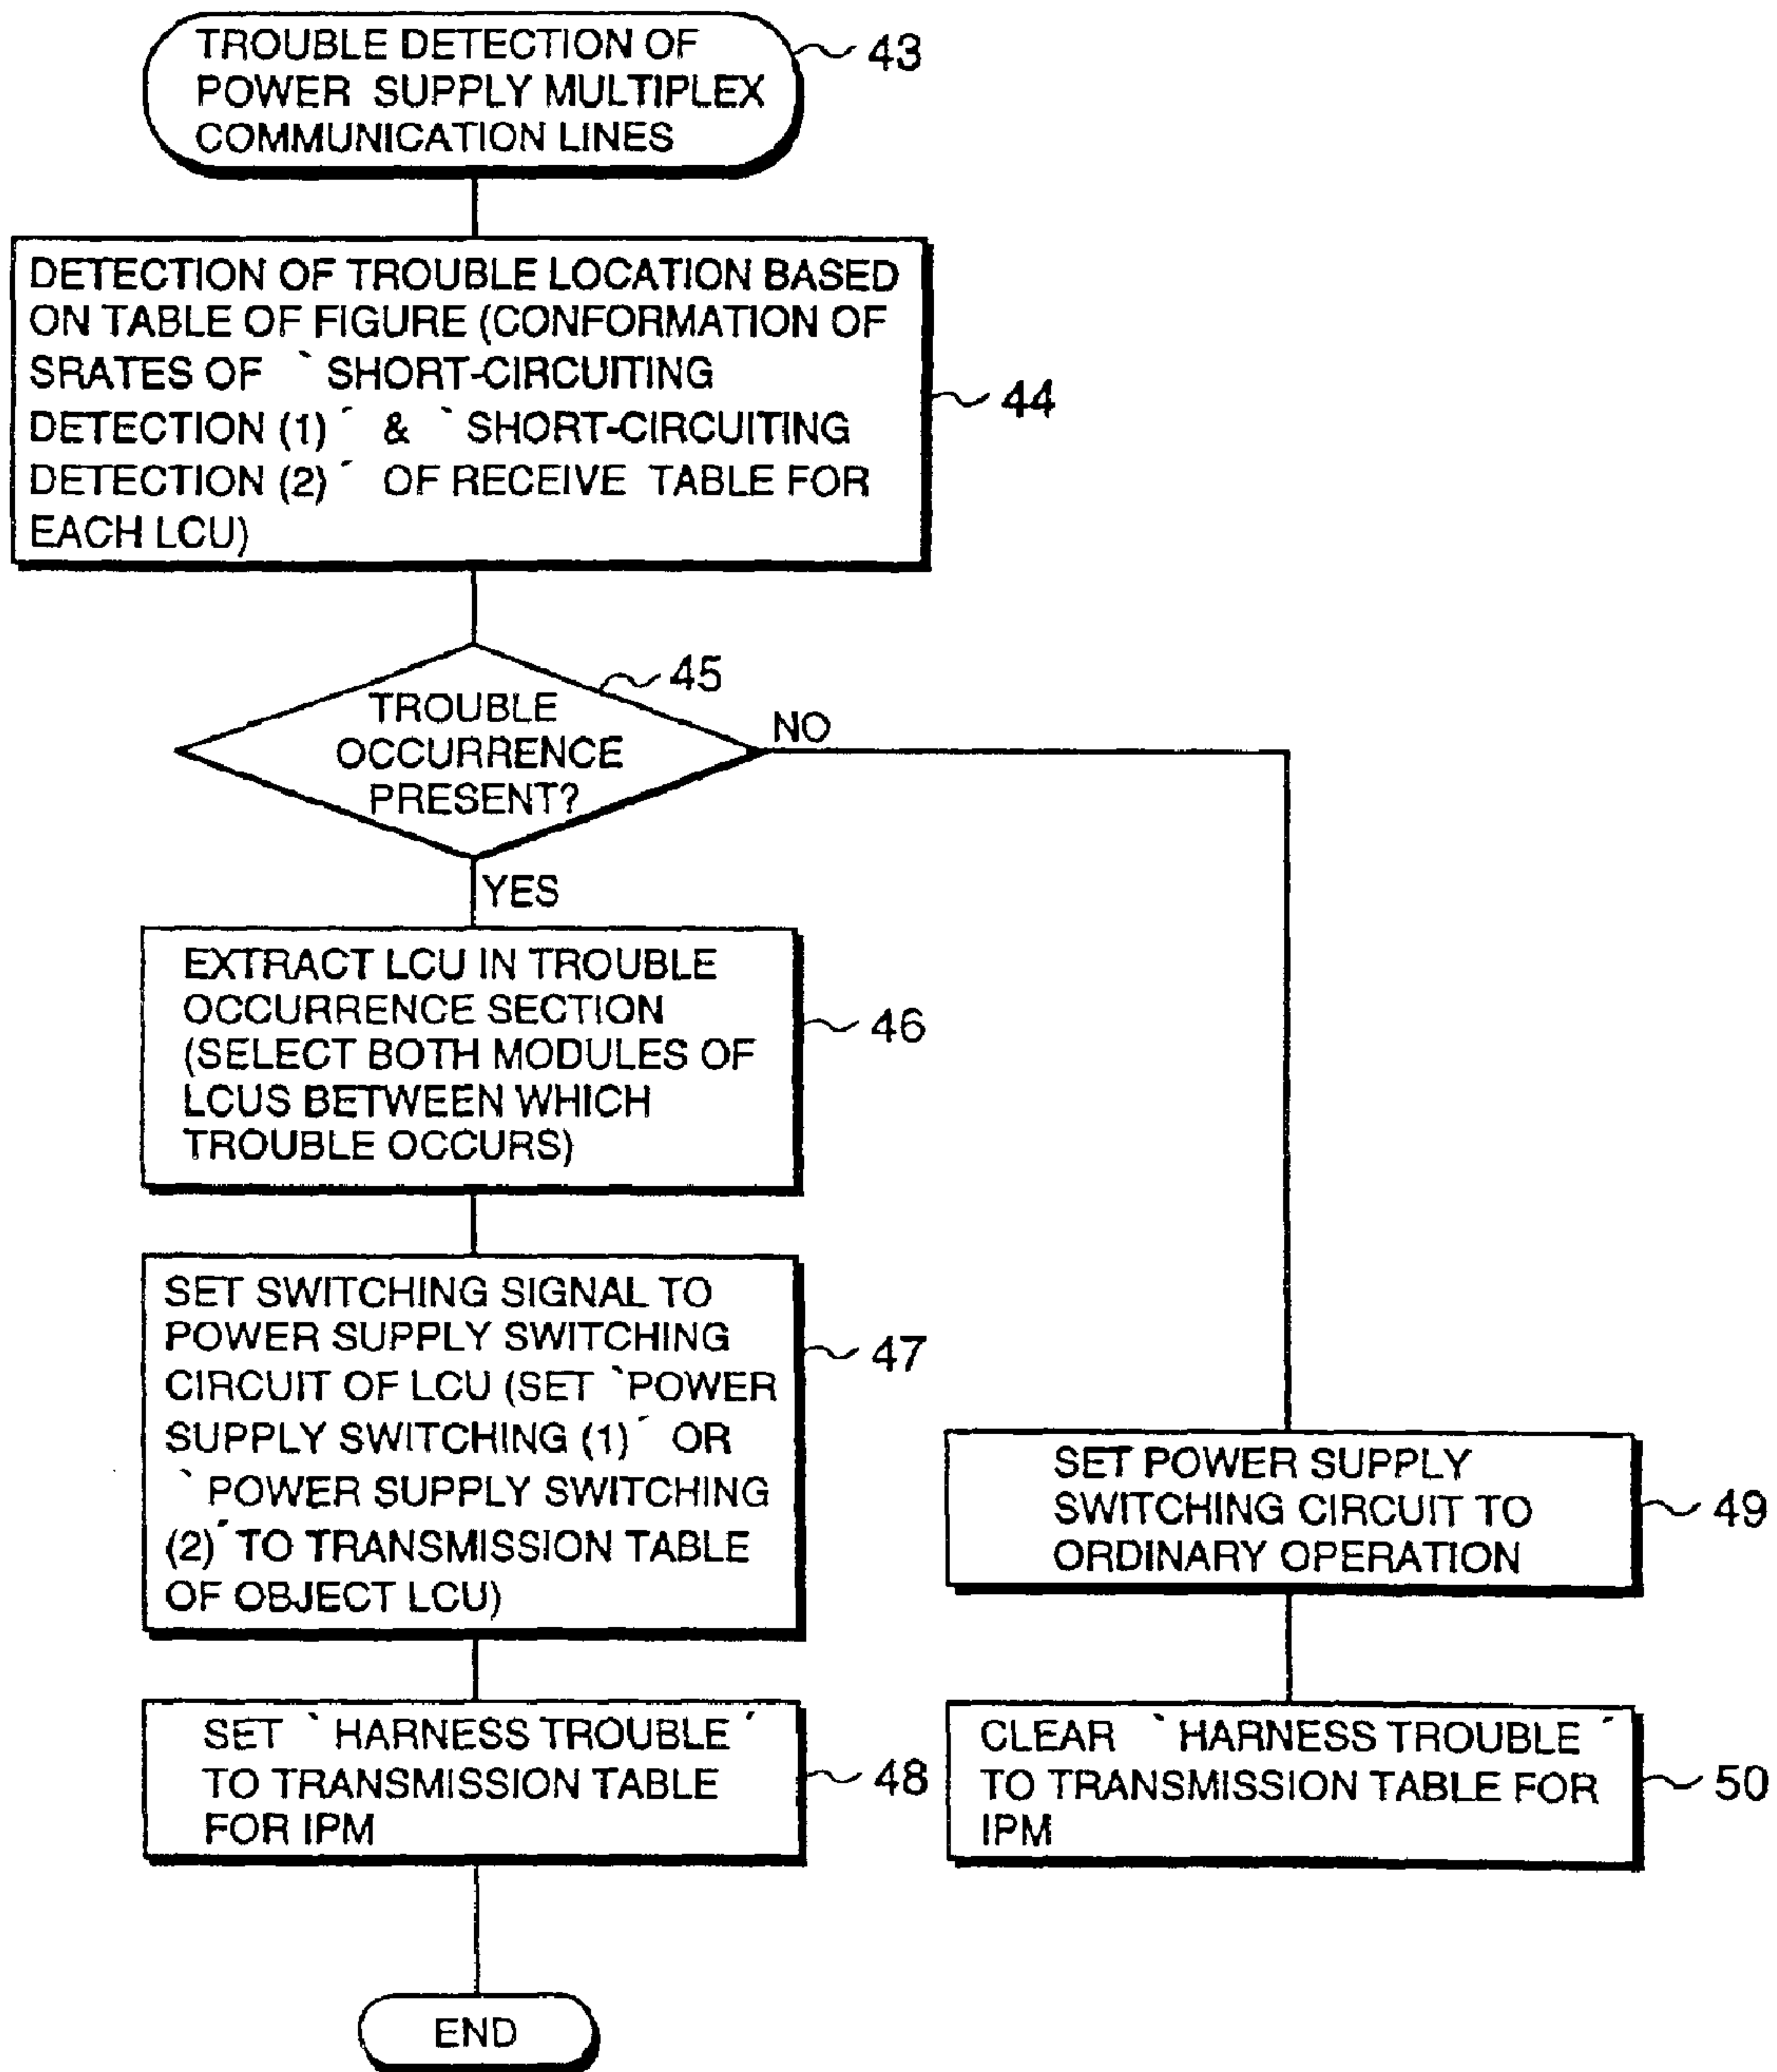 TROUBLE DETECTION OF
POWER SUPPLY MULTIPLEX
COMMUNICATION LINES
43
DETECTION OF TROUBLE LOCATION BASED
ON TABLE OF FIGURE (CONFORMATION OF
SRATES OF ` SHORT-CIRCUITING
DETECTION (1)´ & ` SHORT-CIRCUITING
DETECTION (2)´ OF RECEIVE TABLE FOR
EACH LCU)
44
45
TROUBLE
OCCURRENCE
PRESENT?
NO
YES
EXTRACT LCU IN TROUBLE
OCCURRENCE SECTION
(SELECT BOTH MODULES OF
LCUS BETWEEN WHICH
TROUBLE OCCURS)
46
SET SWITCHING SIGNAL TO
POWER SUPPLY SWITCHING
CIRCUIT OF LCU (SET `POWER
SUPPLY SWITCHING (1)´ OR
` POWER SUPPLY SWITCHING
(2)´ TO TRANSMISSION TABLE
OF OBJECT LCU)
47
SET POWER SUPPLY
SWITCHING CIRCUIT TO
ORDINARY OPERATION
49
SET ` HARNESS TROUBLE ´
TO TRANSMISSION TABLE
FOR IPM
48
CLEAR ` HARNESS TROUBLE ´
TO TRANSMISSION TABLE FOR
IPM
50
END